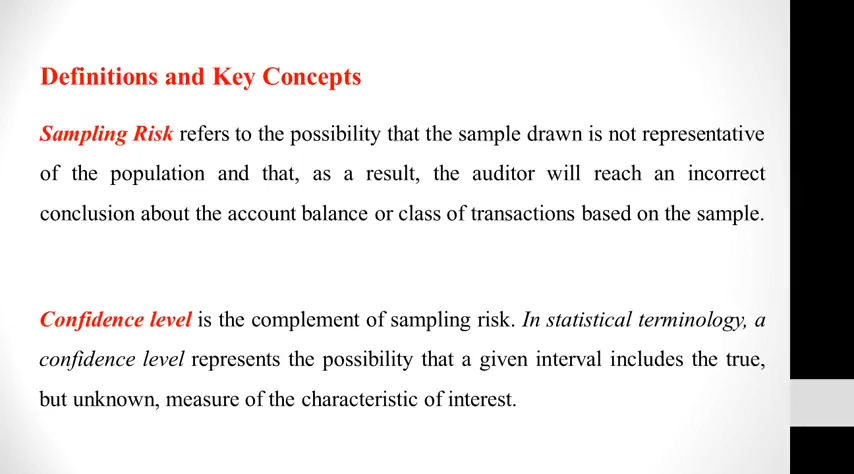 Definitions and Key Concepts
Sampling Risk refers to the possibility that the sample drawn is not representative
of the population and that, as a result, the auditor will reach an incorrect
conclusion about the account balance or class of transactions based on the sample.
Confidence level is the complement of sampling risk. In statistical terminology, a
confidence level represents the possibility that a given interval includes the true,
but unknown, measure of the characteristic of interest.